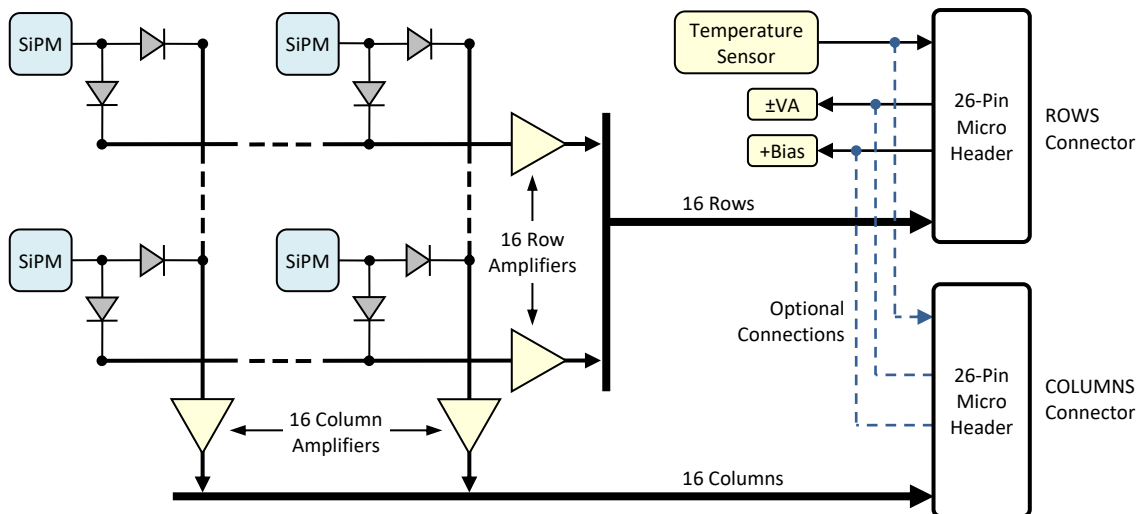 SiPM
SiPM
Temperature
Sensor
±VA
+Bias
26-Pin
Micro
Header
ROWS
Connector
16 Rows
16 Row
Amplifiers
SiPM
SiPM
Optional
Connections
26-Pin
Micro
Header
COLUMNS
Connector
16 Column
Amplifiers
16 Columns